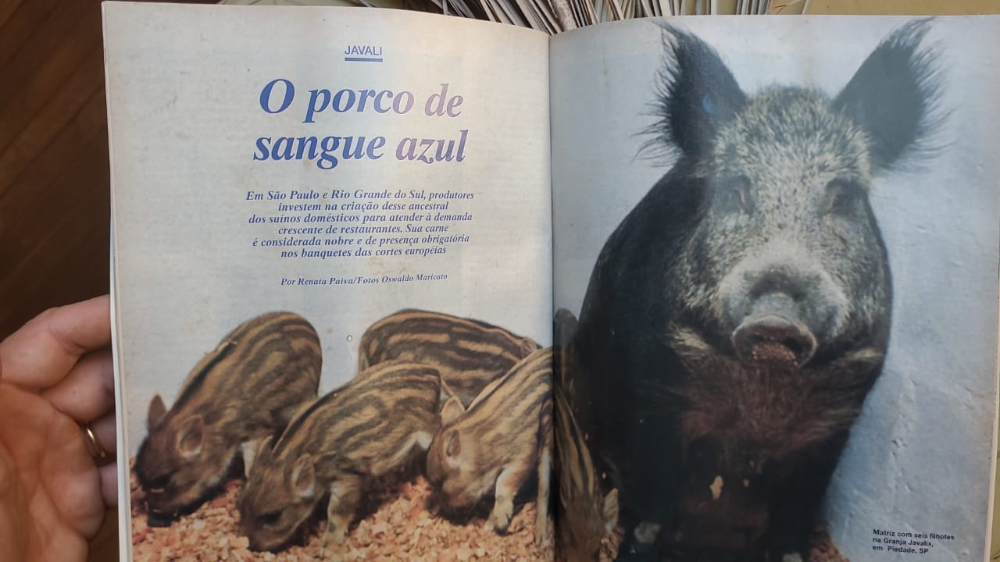 JAVALI
O porco de
sangue azul
Em São Paulo e Rio Grande do Sul, produtores
investem na criação desse ancestral
dos suínos domésticos para atender à demanda
crescente de restaurantes. Sua carne
é considerada nobre e de presença obrigatória
nos banquetes das cortes européias
Por Renata Paiva/Fotos Oswaldo Maricato
Matriz com seis filhotes
na Granja Javalix,
em Piedade, SP